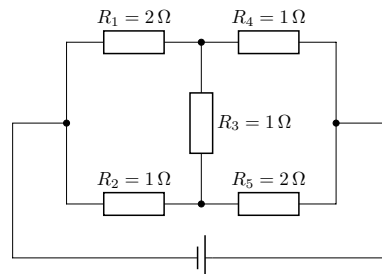 R₁ = 2 Ω
R₄ = 1 Ω
R₃ = 1 Ω
R₂ = 1 Ω
R₅ = 2 Ω